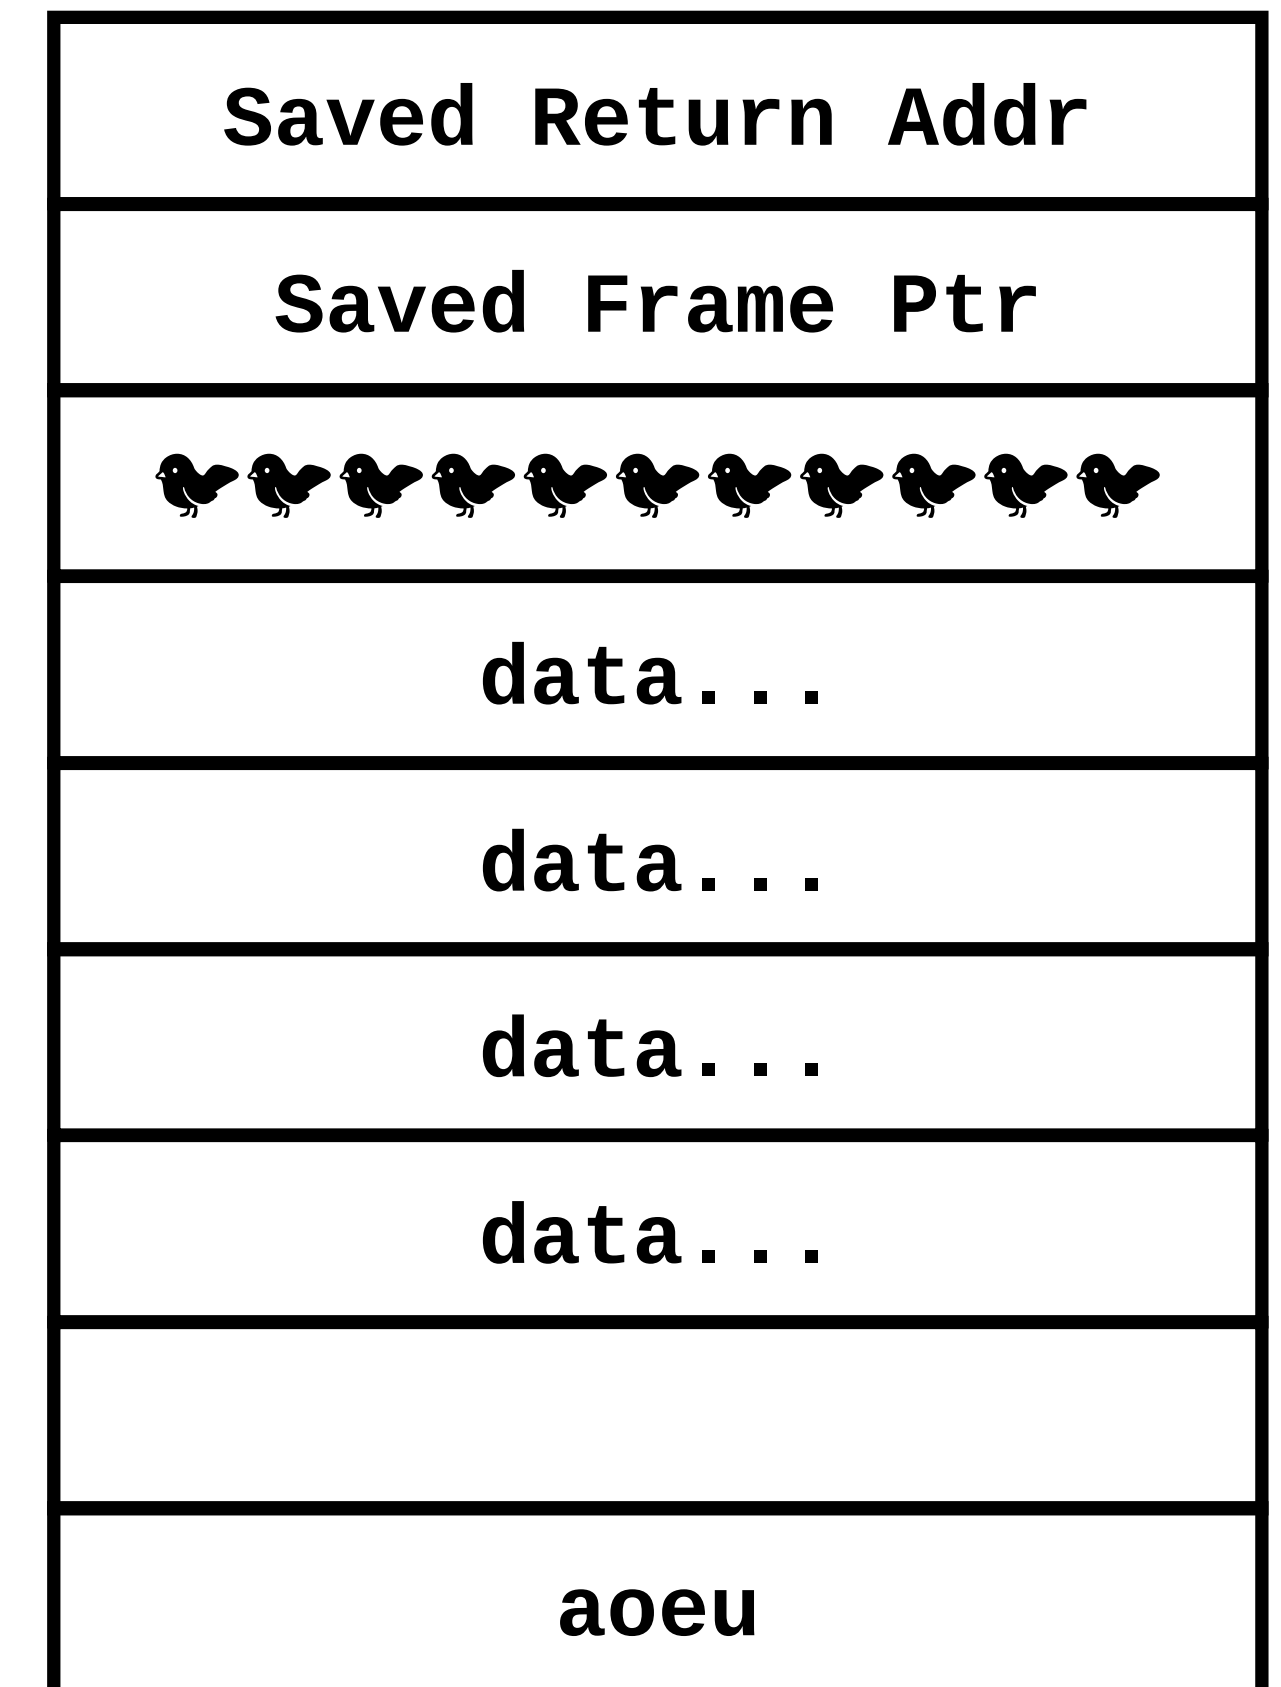 Saved Return Addr
Saved Frame Ptr
🐦🐦🐦🐦🐦🐦🐦🐦🐦🐦🐦
data...
data...
data...
data...
aoeu